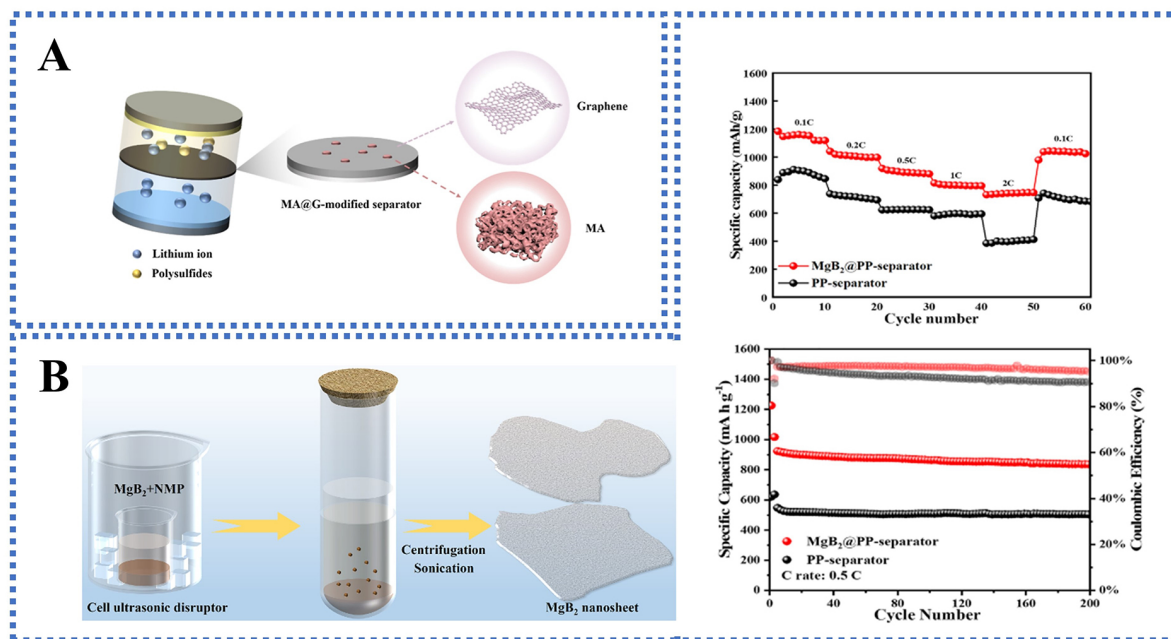 A
Graphene
MA@G-modified separator
MA
Lithium ion
Polysulfides
B
MgB₂+NMP
Cell ultrasonic disruptor
Centrifugation
Sonication
MgB₂ nanosheet
1600
1400
1200
1000
800
600
400
200
0
Specific capacity (mAh/g)
0.1C
0.2C
0.5C
1C
2C
0.1C
MgB₂@PP-separator
PP-separator
0 10 20 30 40 50 60
Cycle number
1600
1400
1200
1000
800
600
500
400
300
200
100
0
Specific Capacity (mA h g⁻¹)
100%
80%
60%
40%
20%
0%
Coulombic Efficiency (%)
MgB₂@PP-separator
PP-separator
C rate: 0.5 C
0 40 80 120 160 200
Cycle Number